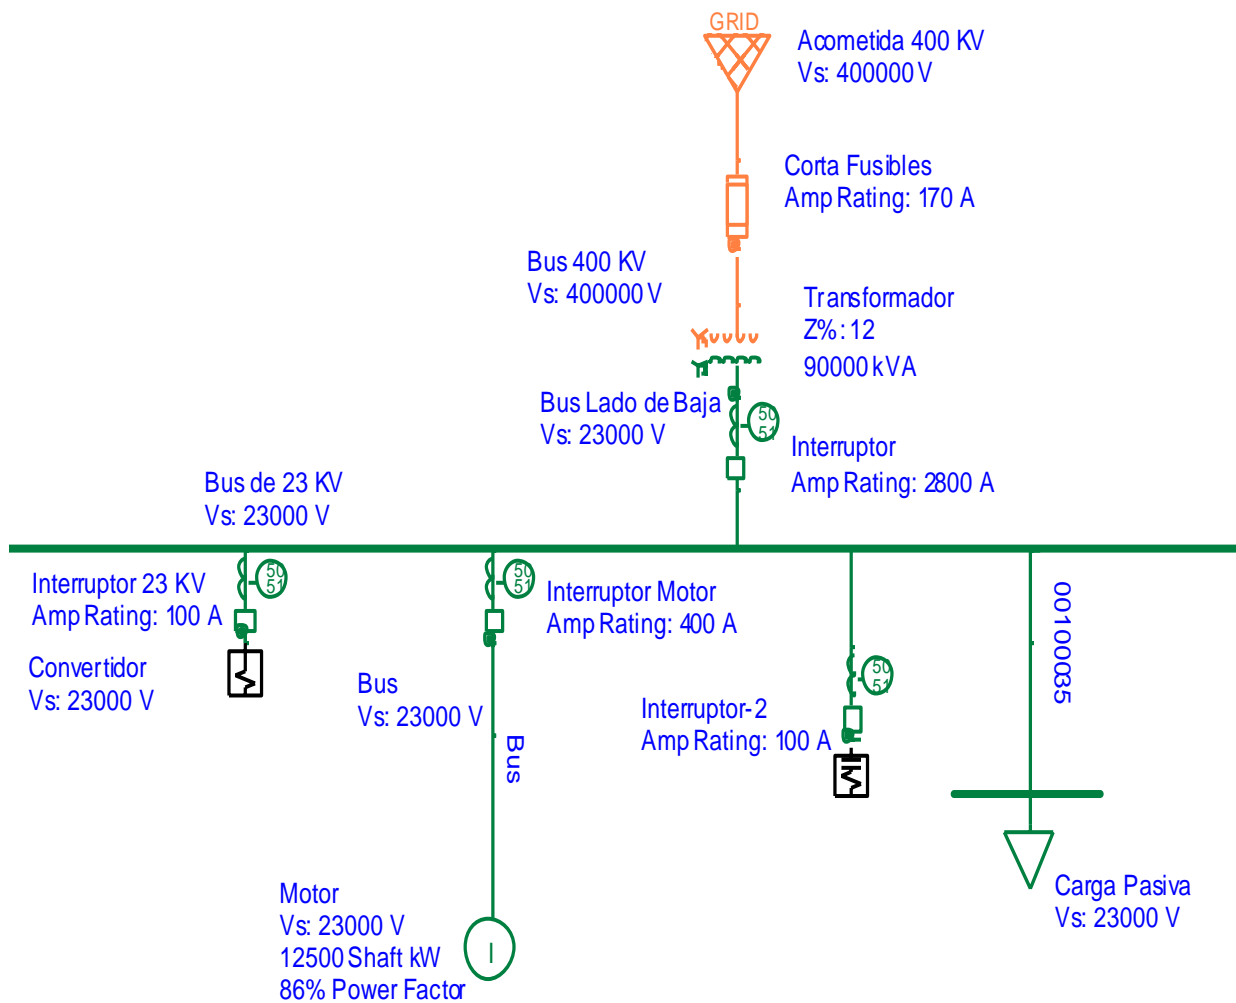 GRID
Acometida 400 KV
Vs: 400000 V
Corta Fusibles
Amp Rating: 170 A
Bus 400 KV
Vs: 400000 V
Transformador
Z%: 12
90000 kVA
Bus Lado de Baja
Vs: 23000 V
50
51
Interruptor
Amp Rating: 2800 A
Bus de 23 KV
Vs: 23000 V
Interruptor 23 KV
Amp Rating: 100 A
50
51
Convertidor
Vs: 23000 V
50
51
Interruptor Motor
Amp Rating: 400 A
Bus
Vs: 23000 V
Bus
Interruptor-2
Amp Rating: 100 A
50
51
00100035
Motor
Vs: 23000 V
12500 Shaft kW
86% Power Factor
I
Carga Pasiva
Vs: 23000 V